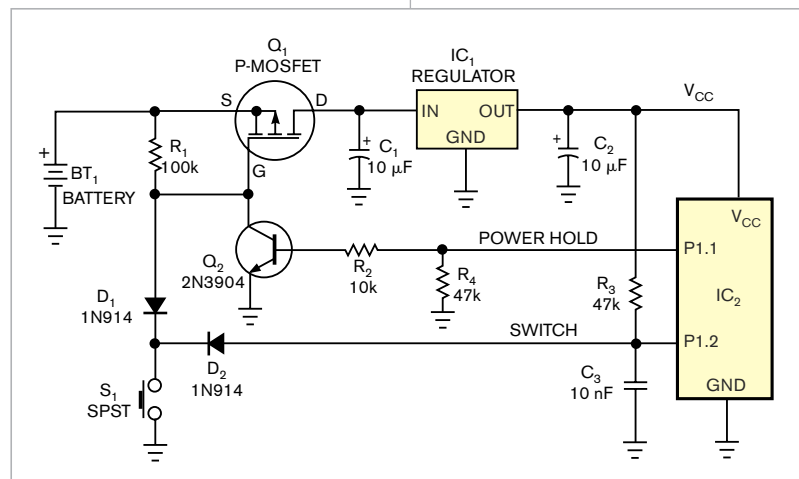 Q₁
P-MOSFET
S
D
G
IC₁
REGULATOR
IN
OUT
GND
V_CC
+
C₁
10 μF
+
C₂
10 μF
R₁
100k
+
BT₁
BATTERY
Q₂
2N3904
R₂
10k
R₄
47k
POWER HOLD
V_CC
P1.1
IC₂
P1.2
GND
R₃
47k
D₁
1N914
SWITCH
D₂
1N914
S₁
SPST
C₃
10 nF